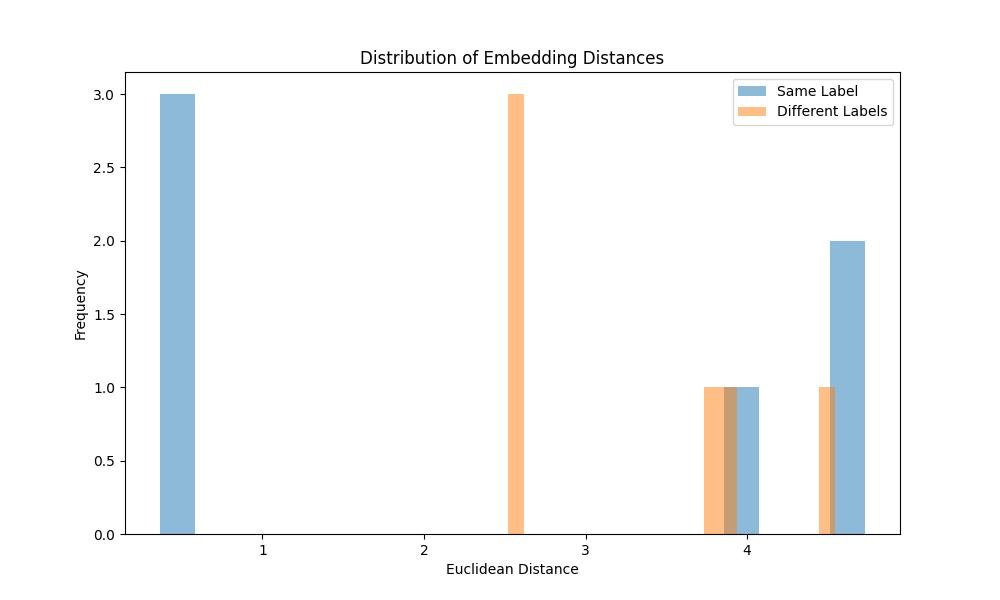 Distribution of Embedding Distances
Same Label
Different Labels
Frequency
3.0
2.5
2.0
1.5
1.0
0.5
0.0
1 2 3 4
Euclidean Distance